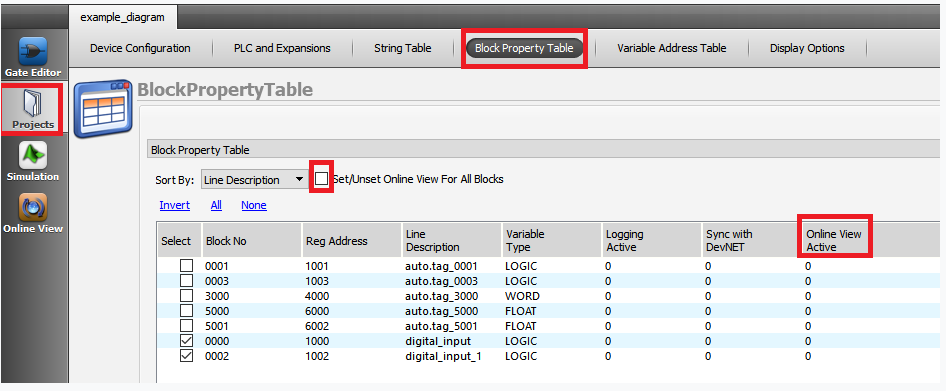 example_diagram
Device Configuration PLC and Expansions String Table Block Property Table Variable Address Table Display Options
Gate Editor
Projects
Simulation
Online View
BlockPropertyTable
Block Property Table
Sort By: Line Description Set/Unset Online View For All Blocks
Invert All None
Select Block No Reg Address Line Description Variable Type Logging Active Sync with DevNET Online View Active
0001 1001 auto.tag_0001 LOGIC 0 0 0
0003 1003 auto.tag_0003 LOGIC 0 0 0
3000 4000 auto.tag_3000 WORD 0 0 0
5000 6000 auto.tag_5000 FLOAT 0 0 0
5001 6002 auto.tag_5001 FLOAT 0 0 0
0000 1000 digital_input LOGIC 0 0 0
0002 1002 digital_input_1 LOGIC 0 0 0